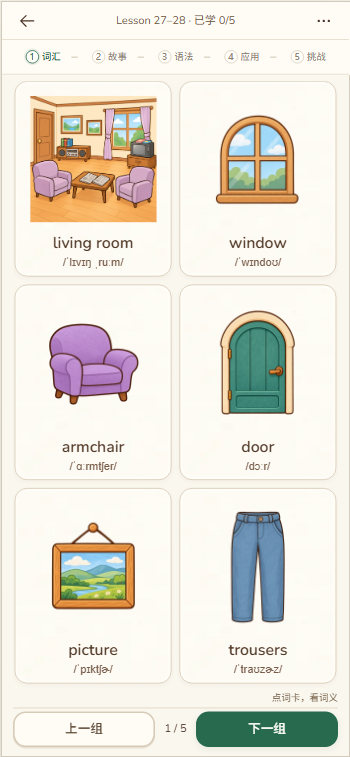 Lesson 27–28 · 已学 0/5
1 词汇 – 2 故事 – 3 语法 – 4 应用 – 5 挑战
living room
/ˈlɪvɪŋ ˌruːm/
window
/ˈwɪndoʊ/
armchair
/ˈɑːrmtʃer/
door
/dɔːr/
picture
/ˈpɪktʃɚ/
trousers
/ˈtraʊzɚz/
点词卡，看词义
上一组
1 / 5
下一组